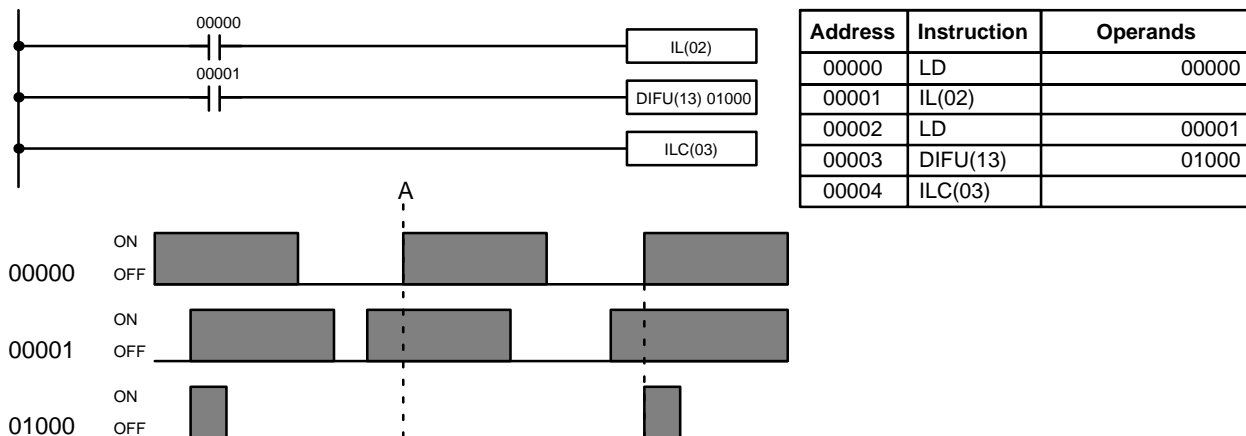 00000
IL(02)
00001
DIFU(13) 01000
ILC(03)
Address Instruction Operands
00000 LD 00000
00001 IL(02)
00002 LD 00001
00003 DIFU(13) 01000
00004 ILC(03)
A
ON
00000 OFF
ON
00001 OFF
ON
01000 OFF